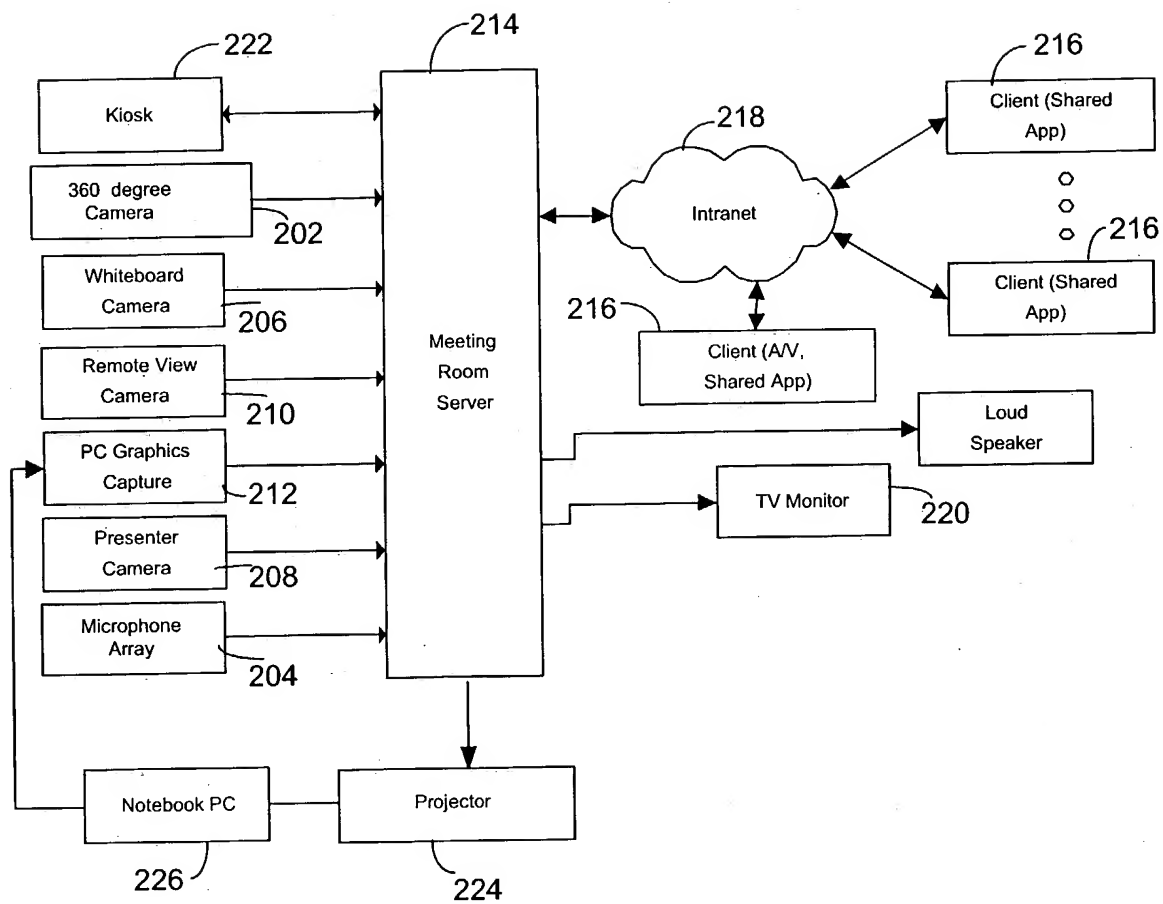 214
222
216
Kiosk
Client (Shared
App)
218
360 degree
Camera
202
Intranet
216
Whiteboard
Camera
206
Client (Shared
App)
216
Meeting
Room
Server
Client (A/V,
Shared App)
Remote View
Camera
210
Loud
Speaker
PC Graphics
Capture
212
TV Monitor
220
Presenter
Camera
208
Microphone
Array
204
Notebook PC
226
Projector
224